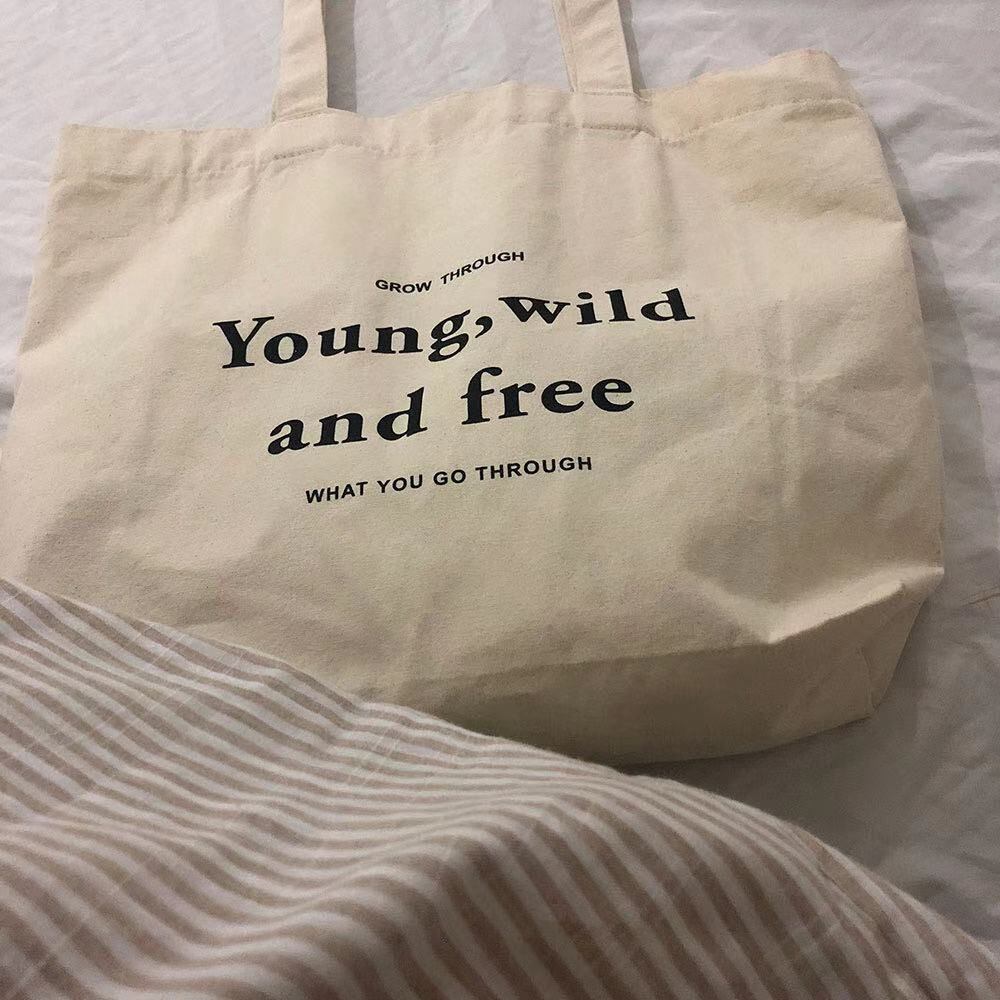 GROW THROUGH
Young, wild
and free
WHAT YOU GO THROUGH